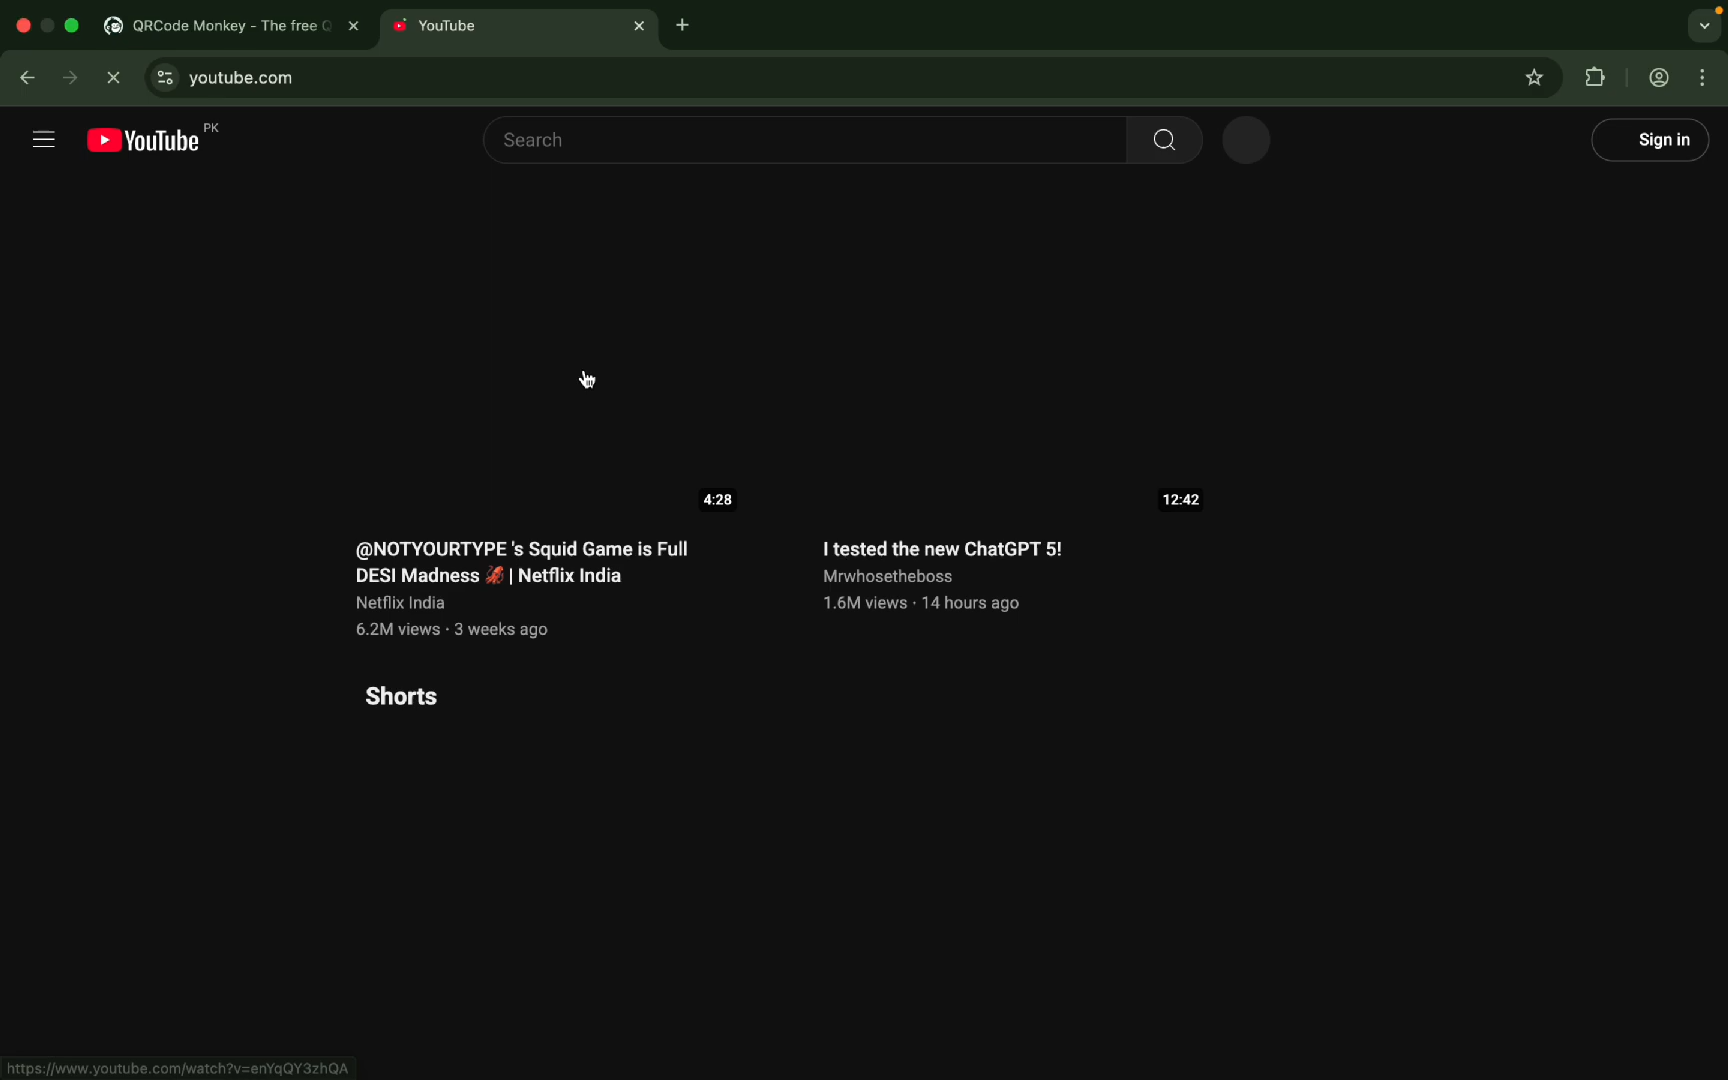 QRCode Monkey - The free Q
YouTube
youtube.com
YouTube PK
Search
Sign in
4:28
12:42
@NOTYOURTYPE 's Squid Game is Full
DESI Madness 🦑 | Netflix India
Netflix India
6.2M views · 3 weeks ago
I tested the new ChatGPT 5!
Mrwhosetheboss
1.6M views · 14 hours ago
Shorts
https://www.youtube.com/watch?v=enYqQY3zhQA